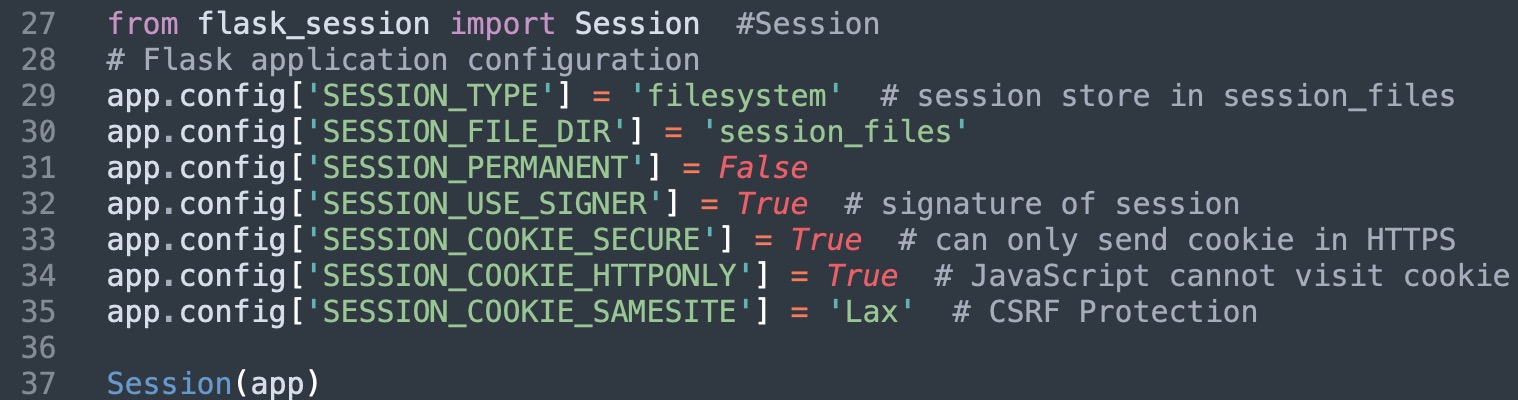 27 from flask_session import Session  #Session
28 # Flask application configuration
29 app.config['SESSION_TYPE'] = 'filesystem'  # session store in session_files
30 app.config['SESSION_FILE_DIR'] = 'session_files'
31 app.config['SESSION_PERMANENT'] = False
32 app.config['SESSION_USE_SIGNER'] = True  # signature of session
33 app.config['SESSION_COOKIE_SECURE'] = True  # can only send cookie in HTTPS
34 app.config['SESSION_COOKIE_HTTPONLY'] = True  # JavaScript cannot visit cookie
35 app.config['SESSION_COOKIE_SAMESITE'] = 'Lax'  # CSRF Protection
36
37 Session(app)